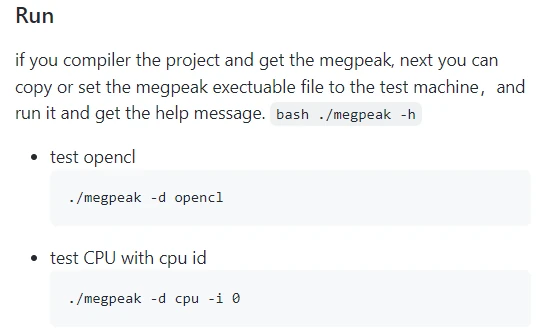 Run
if you compiler the project and get the megpeak, next you can
copy or set the megpeak exectuable file to the test machine，and
run it and get the help message. bash ./megpeak -h
• test opencl
./megpeak -d opencl
• test CPU with cpu id
./megpeak -d cpu -i 0